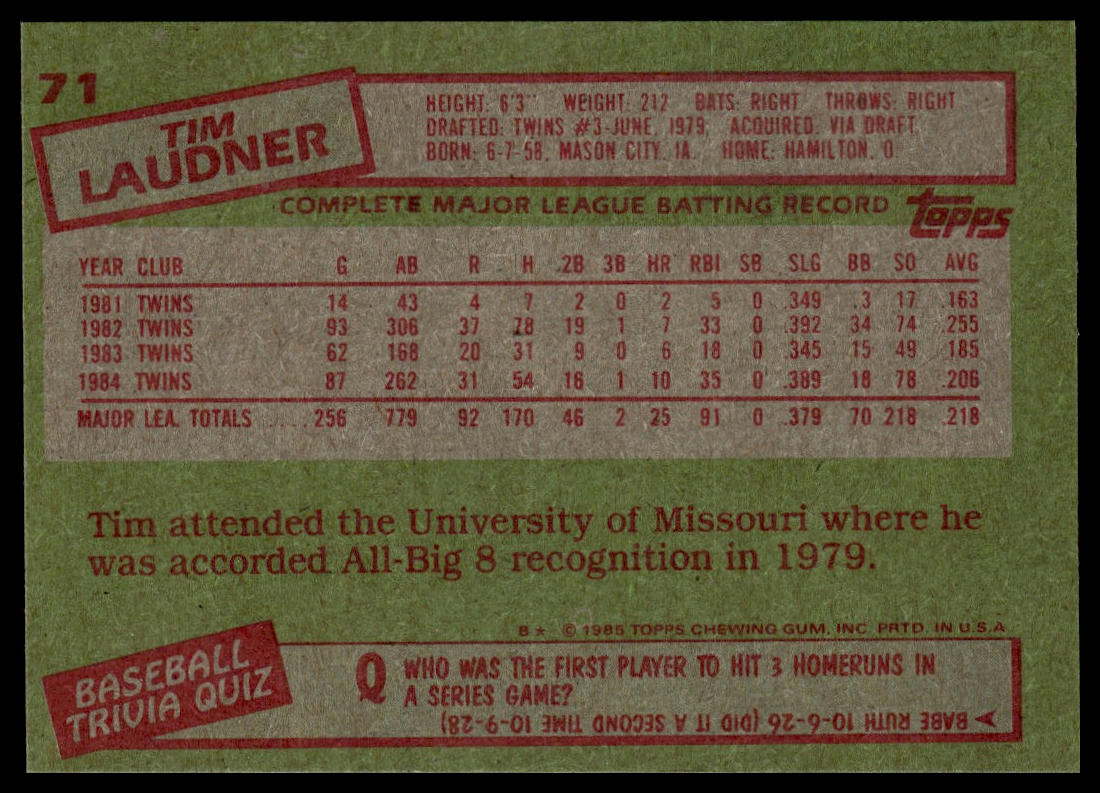 71
TIM
LAUDNER
HEIGHT: 6'3" WEIGHT: 212 BATS: RIGHT THROWS: RIGHT
DRAFTED: TWINS #3-JUNE, 1979, ACQUIRED: VIA DRAFT
BORN: 6-7-58, MASON CITY, IA. HOME: HAMILTON, O
COMPLETE MAJOR LEAGUE BATTING RECORD topps
YEAR CLUB G AB R H 2B 3B HR RBI SB SLG BB SO AVG
1981 TWINS 14 43 4 7 2 0 2 5 0 .349 3 17 .163
1982 TWINS 93 306 37 78 19 1 7 33 0 .392 34 74 .255
1983 TWINS 62 168 20 31 9 0 6 18 0 .345 15 49 .185
1984 TWINS 87 262 31 54 16 1 10 35 0 .389 18 78 .206
MAJOR LEA. TOTALS .... 256 779 92 170 46 2 25 91 0 .379 70 218 .218
Tim attended the University of Missouri where he
was accorded All-Big 8 recognition in 1979.
B* © 1985 TOPPS CHEWING GUM, INC. PRTD. IN U.S.A
BASEBALL
TRIVIA QUIZ
Q WHO WAS THE FIRST PLAYER TO HIT 3 HOMERUNS IN
A SERIES GAME?
BABE RUTH 10-6-26 (DID IT A SECOND TIME 10-9-28)